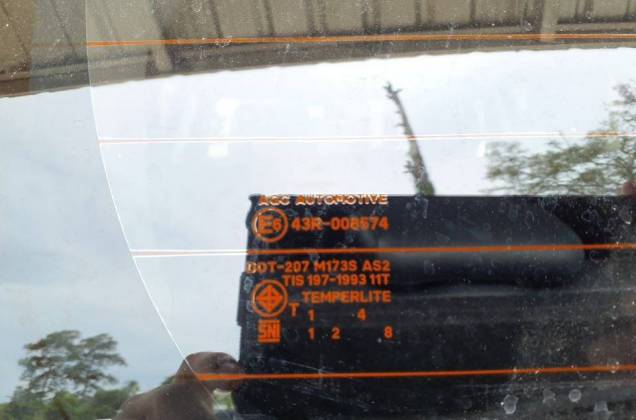 AGC AUTOMOTIVE
E6 43R-008574
DOT-207 M173S AS2
TIS 197-1993 11T
TEMPERLITE
T 1 4
SNI 1 2 8